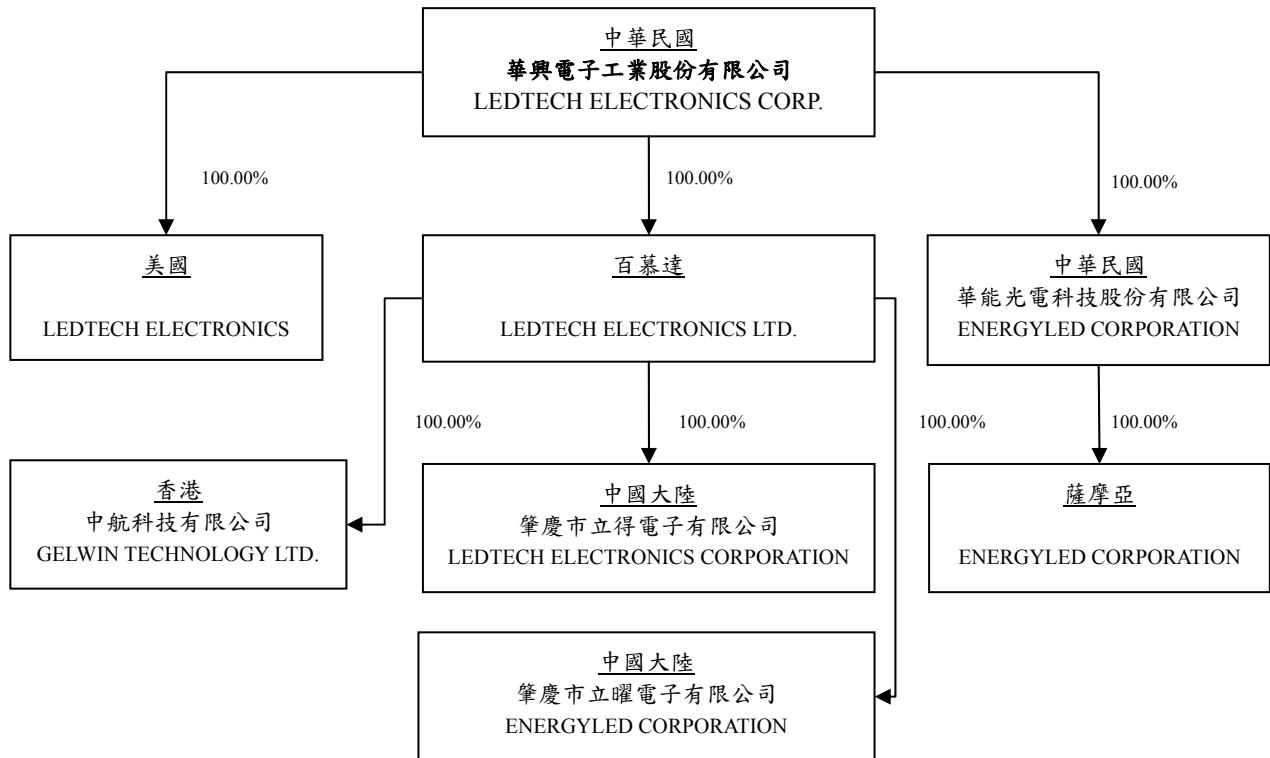 中華民國
華興電子工業股份有限公司
LEDTECH ELECTRONICS CORP.
100.00%
100.00%
100.00%
美國
LEDTECH ELECTRONICS
百慕達
LEDTECH ELECTRONICS LTD.
中華民國
華能光電科技股份有限公司
ENERGYLED CORPORATION
100.00%
100.00%
100.00%
100.00%
香港
中航科技有限公司
GELWIN TECHNOLOGY LTD.
中國大陸
肇慶市立得電子有限公司
LEDTECH ELECTRONICS CORPORATION
薩摩亞
ENERGYLED CORPORATION
中國大陸
肇慶市立曜電子有限公司
ENERGYLED CORPORATION